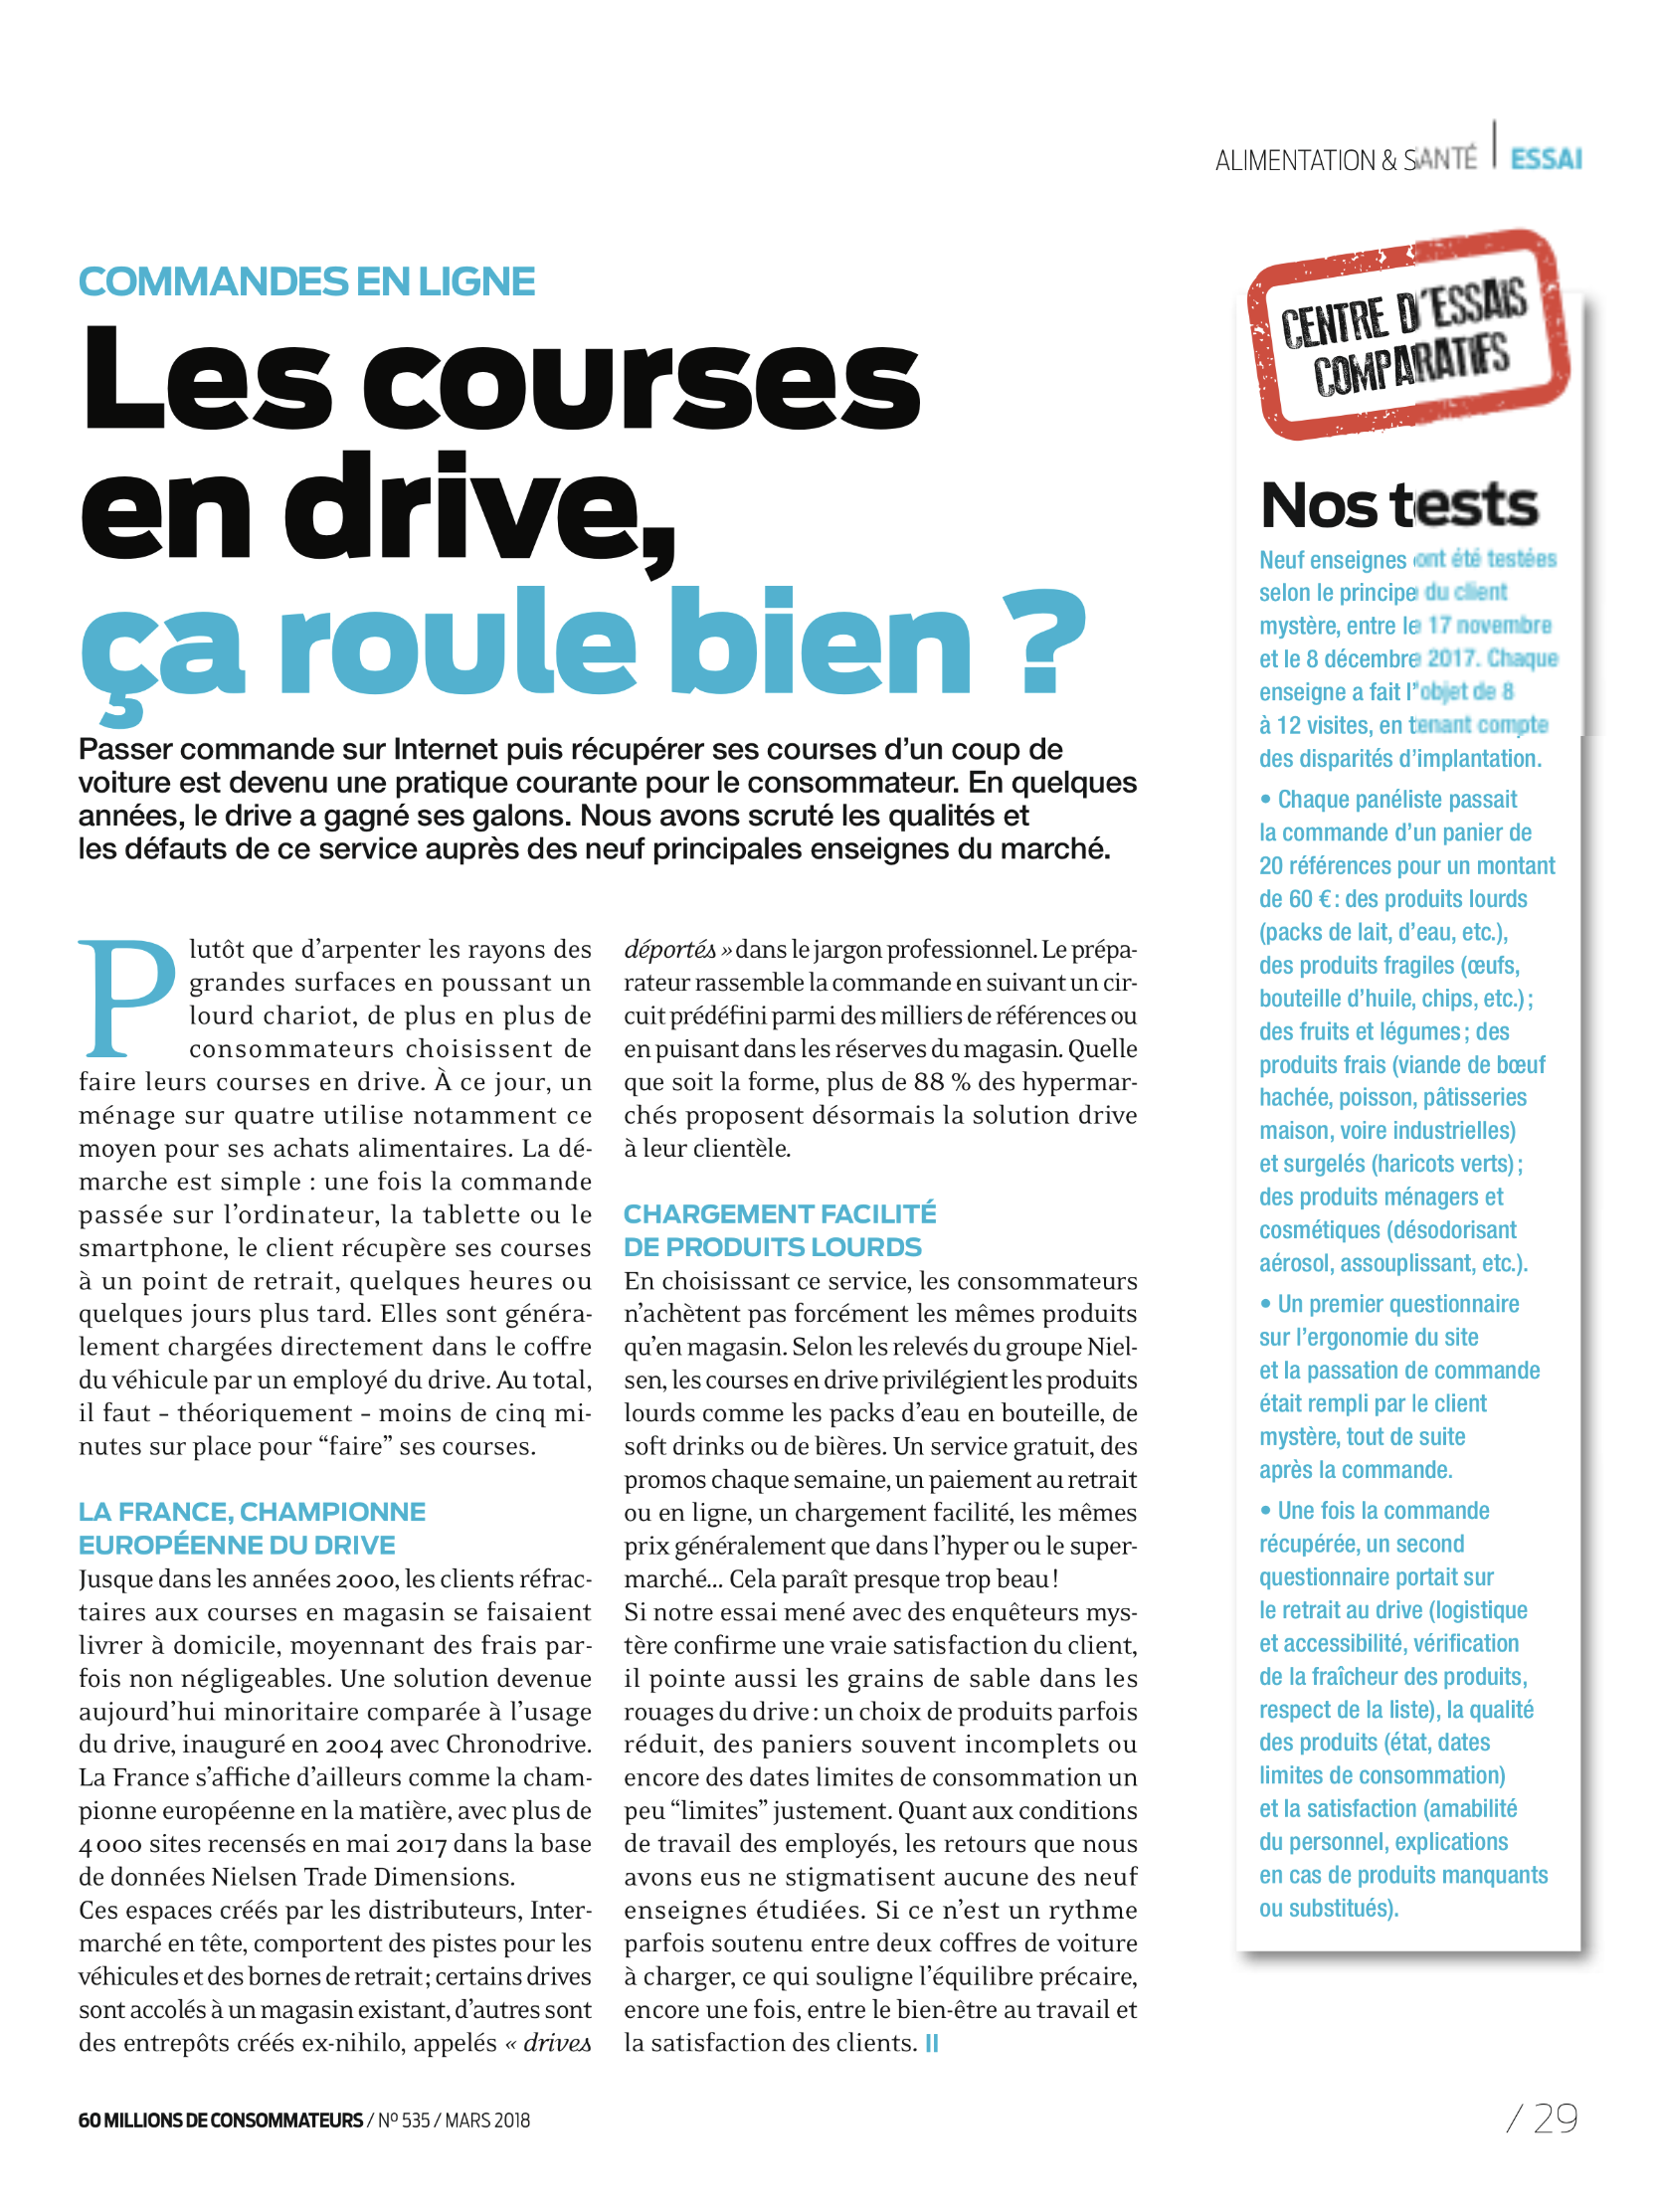 ALIMENTATION & SANTÉ | ESSAI
COMMANDES EN LIGNE
Les courses
en drive,
ça roule bien ?
Passer commande sur Internet puis récupérer ses courses d’un coup de
voiture est devenu une pratique courante pour le consommateur. En quelques
années, le drive a gagné ses galons. Nous avons scruté les qualités et
les défauts de ce service auprès des neuf principales enseignes du marché.
Plutôt que d’arpenter les rayons des
grandes surfaces en poussant un
lourd chariot, de plus en plus de
consommateurs choisissent de
faire leurs courses en drive. À ce jour, un
ménage sur quatre utilise notamment ce
moyen pour ses achats alimentaires. La dé-
marche est simple : une fois la commande
passée sur l’ordinateur, la tablette ou le
smartphone, le client récupère ses courses
à un point de retrait, quelques heures ou
quelques jours plus tard. Elles sont généra-
lement chargées directement dans le coffre
du véhicule par un employé du drive. Au total,
il faut – théoriquement – moins de cinq mi-
nutes sur place pour “faire” ses courses.
LA FRANCE, CHAMPIONNE
EUROPÉENNE DU DRIVE
Jusque dans les années 2000, les clients réfrac-
taires aux courses en magasin se faisaient
livrer à domicile, moyennant des frais par-
fois non négligeables. Une solution devenue
aujourd’hui minoritaire comparée à l’usage
du drive, inauguré en 2004 avec Chronodrive.
La France s’affiche d’ailleurs comme la cham-
pionne européenne en la matière, avec plus de
4000 sites recensés en mai 2017 dans la base
de données Nielsen Trade Dimensions.
Ces espaces créés par les distributeurs, Inter-
marché en tête, comportent des pistes pour les
véhicules et des bornes de retrait ; certains drives
sont accolés à un magasin existant, d’autres sont
des entrepôts créés ex-nihilo, appelés « drives
déportés » dans le jargon professionnel. Le prépa-
rateur rassemble la commande en suivant un cir-
cuit prédéfini parmi des milliers de références ou
en puisant dans les réserves du magasin. Quelle
que soit la forme, plus de 88 % des hypermar-
chés proposent désormais la solution drive
à leur clientèle.
CHARGEMENT FACILITÉ
DE PRODUITS LOURDS
En choisissant ce service, les consommateurs
n’achètent pas forcément les mêmes produits
qu’en magasin. Selon les relevés du groupe Niel-
sen, les courses en drive privilégient les produits
lourds comme les packs d’eau en bouteille, de
soft drinks ou de bières. Un service gratuit, des
promos chaque semaine, un paiement au retrait
ou en ligne, un chargement facilité, les mêmes
prix généralement que dans l’hyper ou le super-
marché... Cela paraît presque trop beau !
Si notre essai mené avec des enquêteurs mys-
tère confirme une vraie satisfaction du client,
il pointe aussi les grains de sable dans les
rouages du drive : un choix de produits parfois
réduit, des paniers souvent incomplets ou
encore des dates limites de consommation un
peu “limites” justement. Quant aux conditions
de travail des employés, les retours que nous
avons eus ne stigmatisent aucune des neuf
enseignes étudiées. Si ce n’est un rythme
parfois soutenu entre deux coffres de voiture
à charger, ce qui souligne l’équilibre précaire,
encore une fois, entre le bien-être au travail et
la satisfaction des clients.
CENTRE D’ESSAIS
COMPARATIFS
Nos tests
Neuf enseignes ont été testées
selon le principe du client
mystère, entre le 17 novembre
et le 8 décembre 2017. Chaque
enseigne a fait l’objet de 8
à 12 visites, en tenant compte
des disparités d’implantation.
• Chaque panéliste passait
la commande d’un panier de
20 références pour un montant
de 60 € : des produits lourds
(packs de lait, d’eau, etc.),
des produits fragiles (œufs,
bouteille d’huile, chips, etc.) ;
des fruits et légumes ; des
produits frais (viande de bœuf
hachée, poisson, pâtisseries
maison, voire industrielles)
et surgelés (haricots verts) ;
des produits ménagers et
cosmétiques (désodorisant
aérosol, assouplissant, etc.).
• Un premier questionnaire
sur l’ergonomie du site
et la passation de commande
était rempli par le client
mystère, tout de suite
après la commande.
• Une fois la commande
récupérée, un second
questionnaire portait sur
le retrait au drive (logistique
et accessibilité, vérification
de la fraîcheur des produits,
respect de la liste), la qualité
des produits (état, dates
limites de consommation)
et la satisfaction (amabilité
du personnel, explications
en cas de produits manquants
ou substitués).
60 MILLIONS DE CONSOMMATEURS / Nº 535 / MARS 2018
/ 29